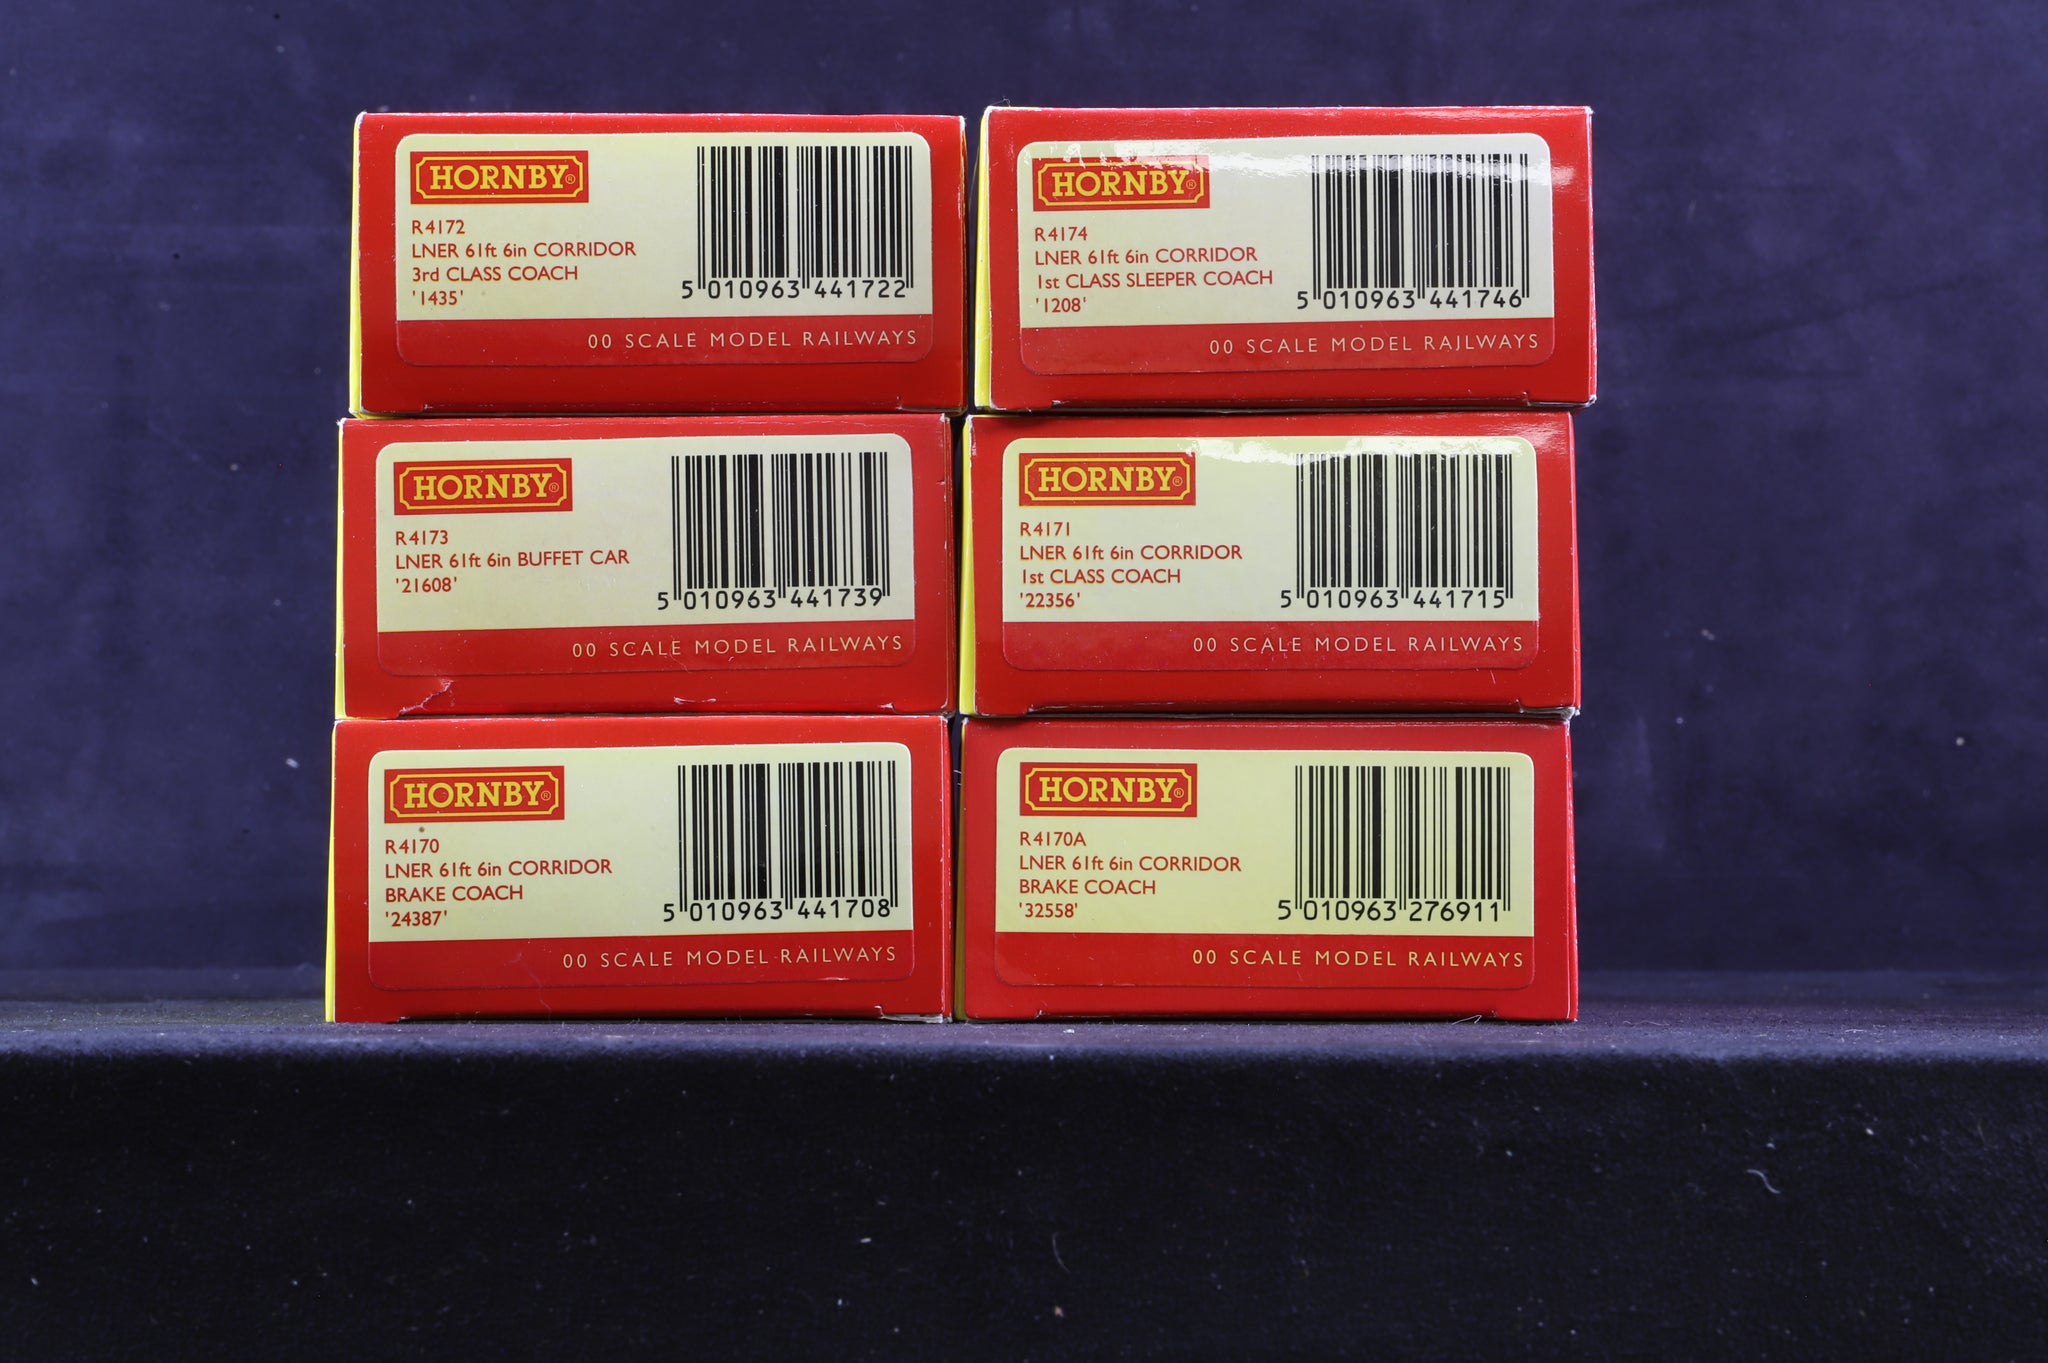 HORNBY®
R4172
LNER 61ft 6in CORRIDOR
3rd CLASS COACH
'1435'
5 010963 441722
00 SCALE MODEL RAILWAYS
HORNBY®
R4174
LNER 61ft 6in CORRIDOR
1st CLASS SLEEPER COACH
'1208'
5 010963 441746
00 SCALE MODEL RAILWAYS
HORNBY®
R4173
LNER 61ft 6in BUFFET CAR
'21608'
5 010963 441739
00 SCALE MODEL RAILWAYS
HORNBY®
R4171
LNER 61ft 6in CORRIDOR
1st CLASS COACH
'22356'
5 010963 441715
00 SCALE MODEL RAILWAYS
HORNBY®
R4170
LNER 61ft 6in CORRIDOR
BRAKE COACH
'24387'
5 010963 441708
00 SCALE MODEL RAILWAYS
HORNBY®
R4170A
LNER 61ft 6in CORRIDOR
BRAKE COACH
'32558'
5 010963 276911
00 SCALE MODEL RAILWAYS